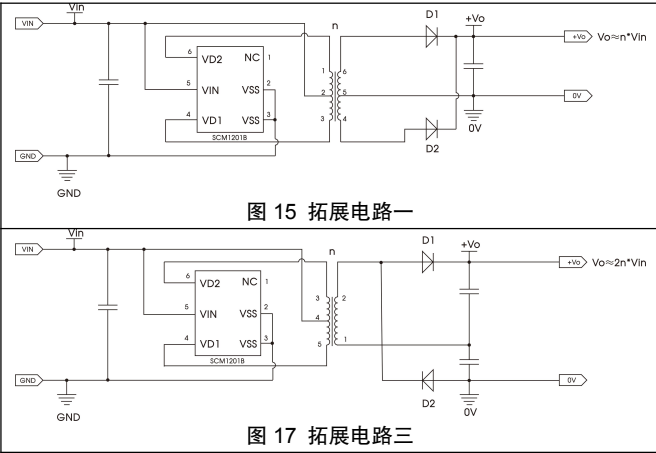 Vin
VIN
n
D1
+Vo
+Vo Vo≈n*Vin
6 VD2 NC 1
5 VIN VSS 2
4 VD1 VSS 3
SCM1201B
1 6
2 5
3 4
0V
0V
D2
GND
GND
图 15 拓展电路一
Vin
VIN
n
D1
+Vo
+Vo Vo≈2n*Vin
6 VD2 NC 1
5 VIN VSS 2
4 VD1 VSS 3
SCM1201B
3 2
4
5 1
GND
GND
D2
0V
0V
图 17 拓展电路三